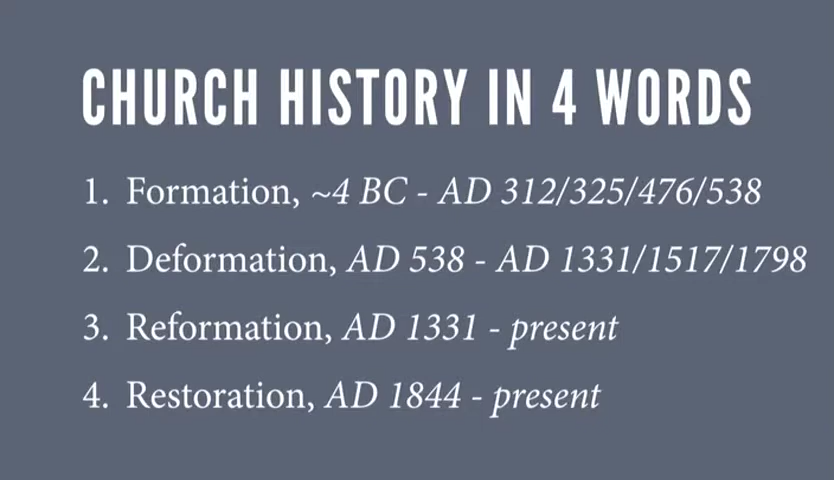 CHURCH HISTORY IN 4 WORDS
1. Formation, ~4 BC - AD 312/325/476/538
2. Deformation, AD 538 - AD 1331/1517/1798
3. Reformation, AD 1331 - present
4. Restoration, AD 1844 - present